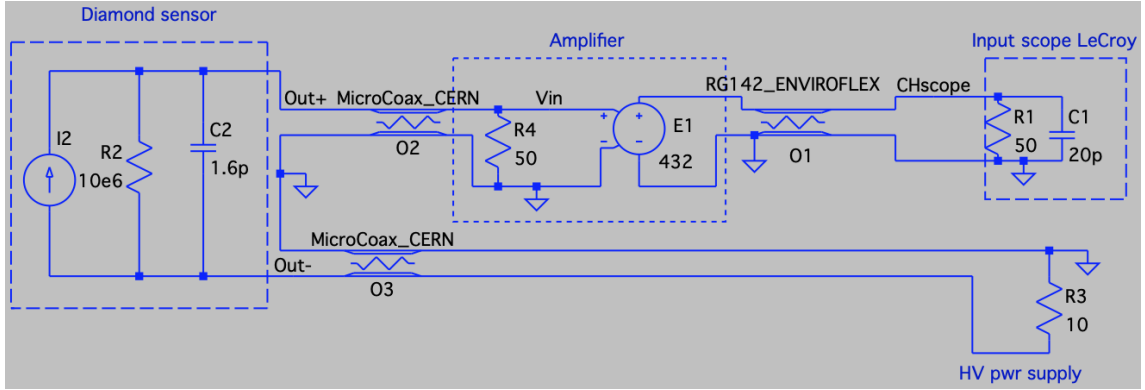 Diamond sensor
Amplifier
Input scope LeCroy
RG142_ENVIROFLEX
CHscope
Out+
MicroCoax_CERN
Vin
I2
R2
10e6
C2
1.6p
O2
R4
50
E1
432
O1
R1
50
C1
20p
MicroCoax_CERN
Out-
O3
R3
10
HV pwr supply